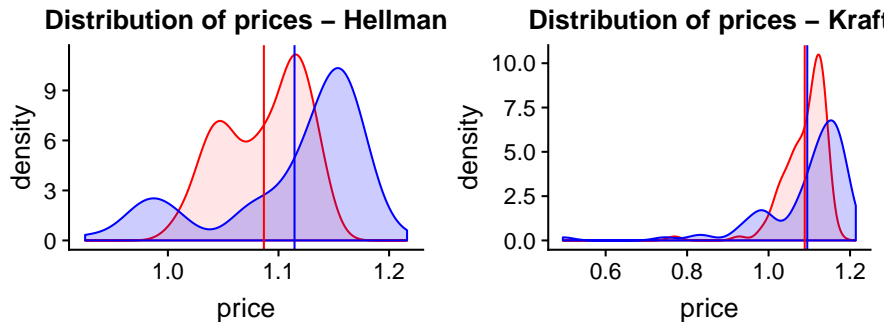 Distribution of prices – Hellman
density
9
6
3
0
1.0 1.1 1.2
price
Distribution of prices – Kraft
density
10.0
7.5
5.0
2.5
0.0
0.6 0.8 1.0 1.2
price